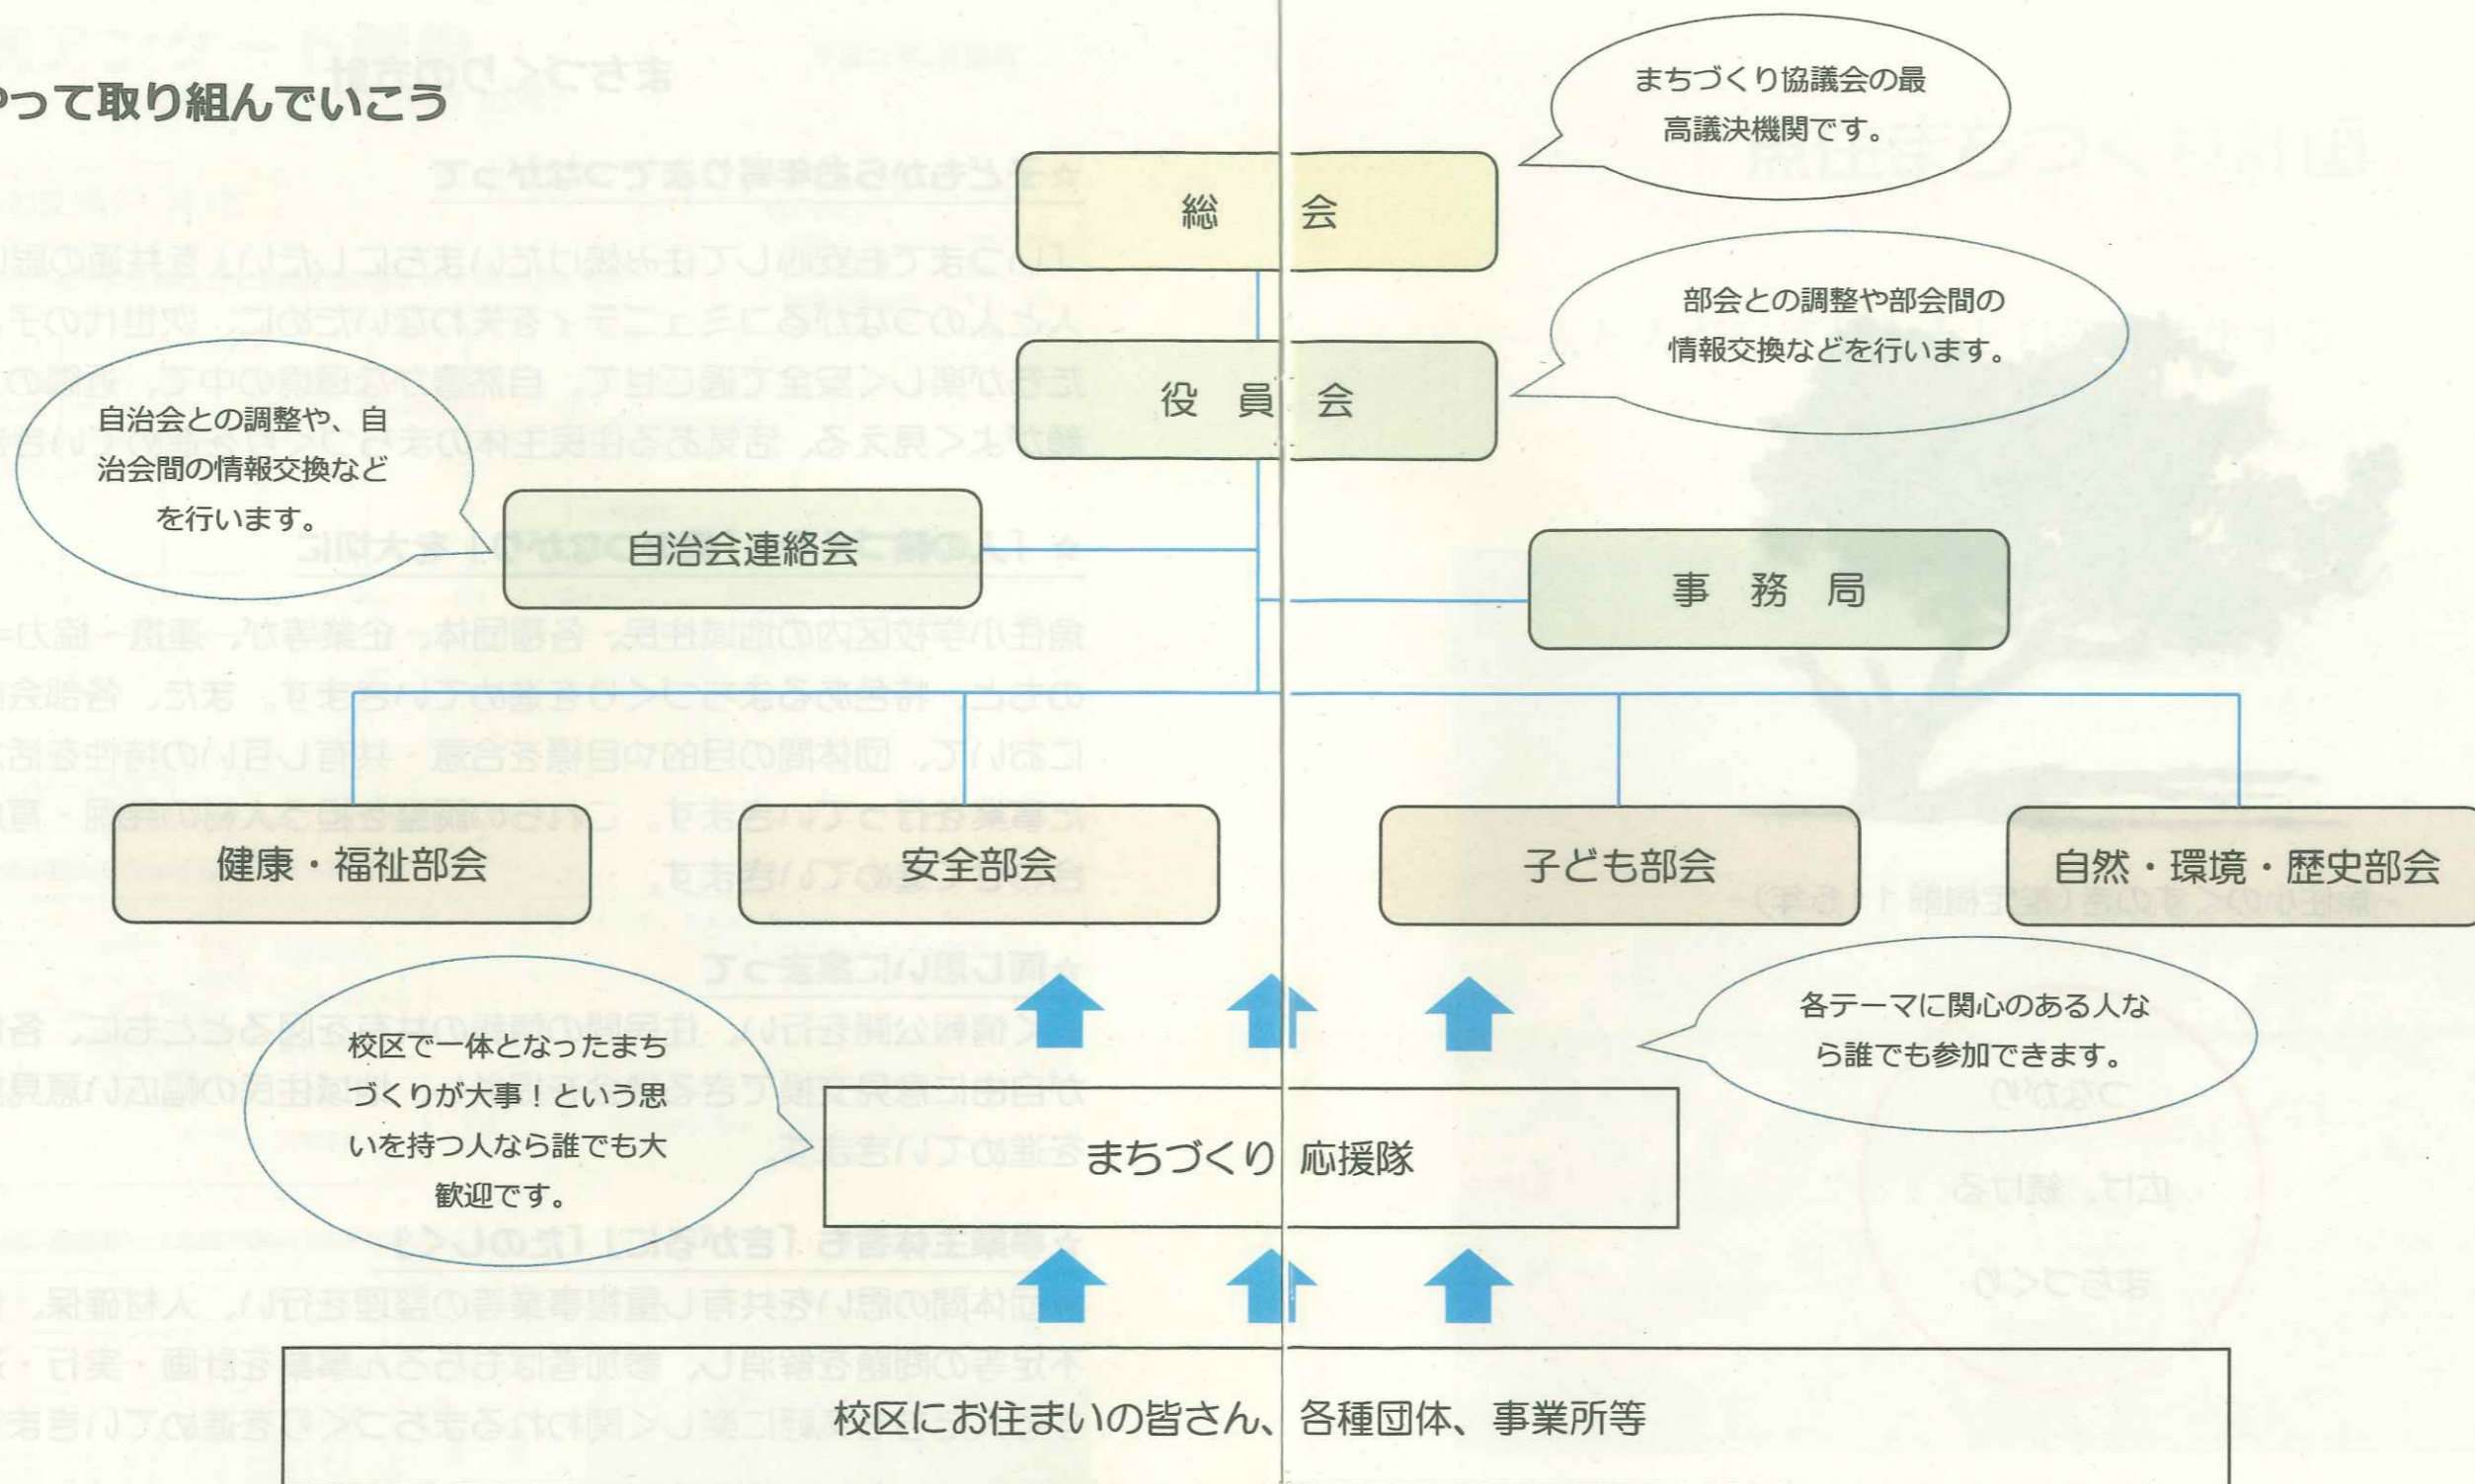 やって取り組んでいこう
まちづくり協議会の最
高議決機関です。
総　会
部会との調整や部会間の
情報交換などを行います。
役　員　会
自治会との調整や、自
治会間の情報交換など
を行います。
自治会連絡会
事　務　局
健康・福祉部会
安全部会
子ども部会
自然・環境・歴史部会
各テーマに関心のある人な
ら誰でも参加できます。
校区で一体となったまち
づくりが大事！という思
いを持つ人なら誰でも大
歓迎です。
まちづくり 応援隊
校区にお住まいの皆さん、各種団体、事業所等